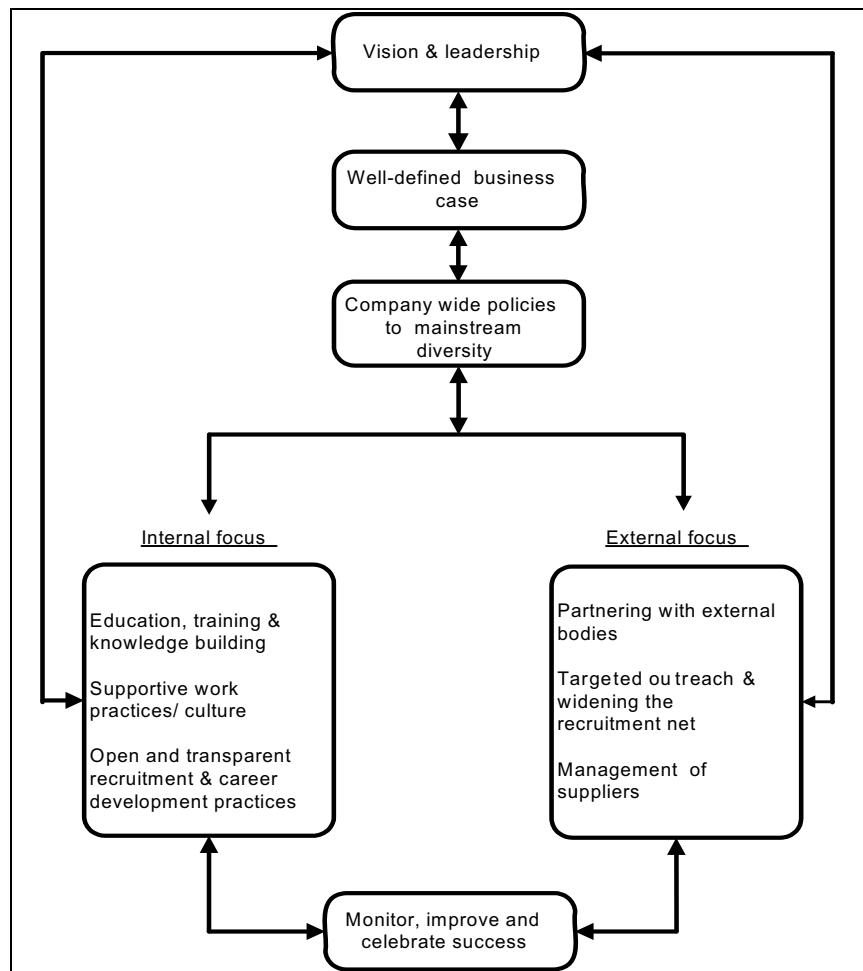 Vision & leadership
Well-defined business
case
Company wide policies
to mainstream
diversity
Internal focus
Education, training &
knowledge building
Supportive work
practices/ culture
Open and transparent
recruitment & career
development practices
External focus
Partnering with external
bodies
Targeted ou treach &
widening the
recruitment net
Management of
suppliers
Monitor, improve and
celebrate success